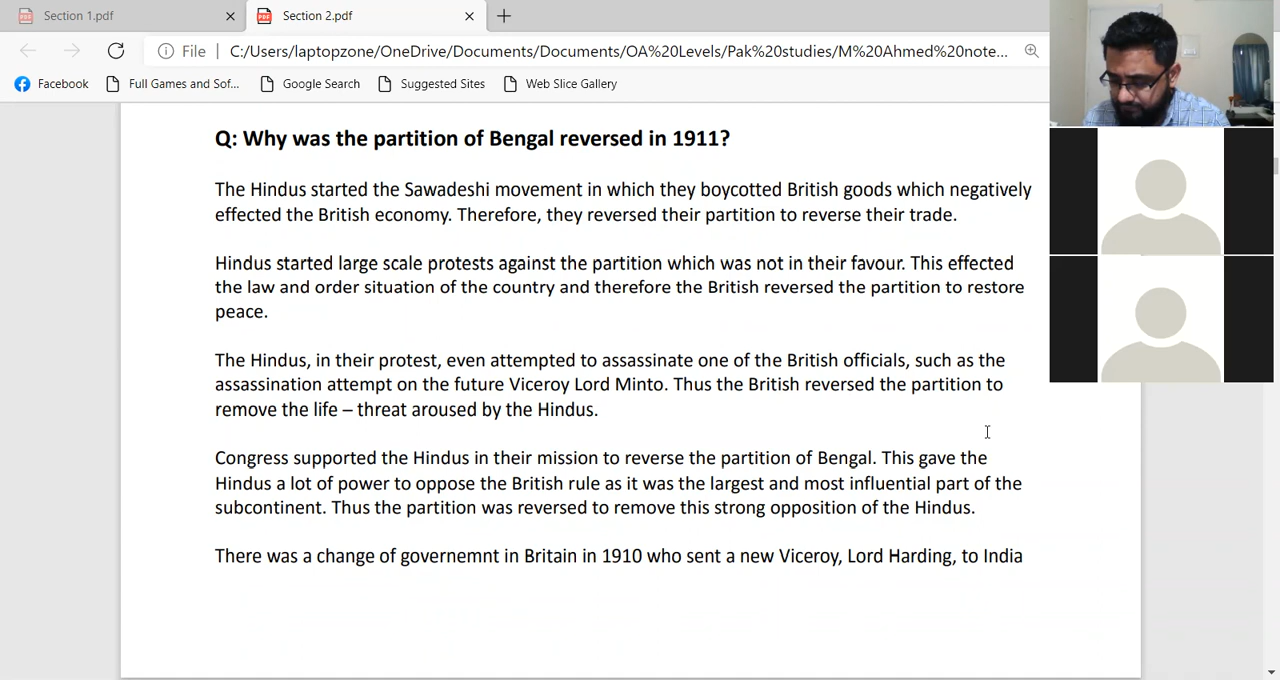 Section 1.pdf
Section 2.pdf
File C:/Users/laptopzone/OneDrive/Documents/Documents/OA%20Levels/Pak%20studies/M%20Ahmed%20note...
Facebook Full Games and Sof... Google Search Suggested Sites Web Slice Gallery
Q: Why was the partition of Bengal reversed in 1911?
The Hindus started the Sawadeshi movement in which they boycotted British goods which negatively
effected the British economy. Therefore, they reversed their partition to reverse their trade.
Hindus started large scale protests against the partition which was not in their favour. This effected
the law and order situation of the country and therefore the British reversed the partition to restore
peace.
The Hindus, in their protest, even attempted to assassinate one of the British officials, such as the
assassination attempt on the future Viceroy Lord Minto. Thus the British reversed the partition to
remove the life – threat aroused by the Hindus.
Congress supported the Hindus in their mission to reverse the partition of Bengal. This gave the
Hindus a lot of power to oppose the British rule as it was the largest and most influential part of the
subcontinent. Thus the partition was reversed to remove this strong opposition of the Hindus.
There was a change of governemnt in Britain in 1910 who sent a new Viceroy, Lord Harding, to India